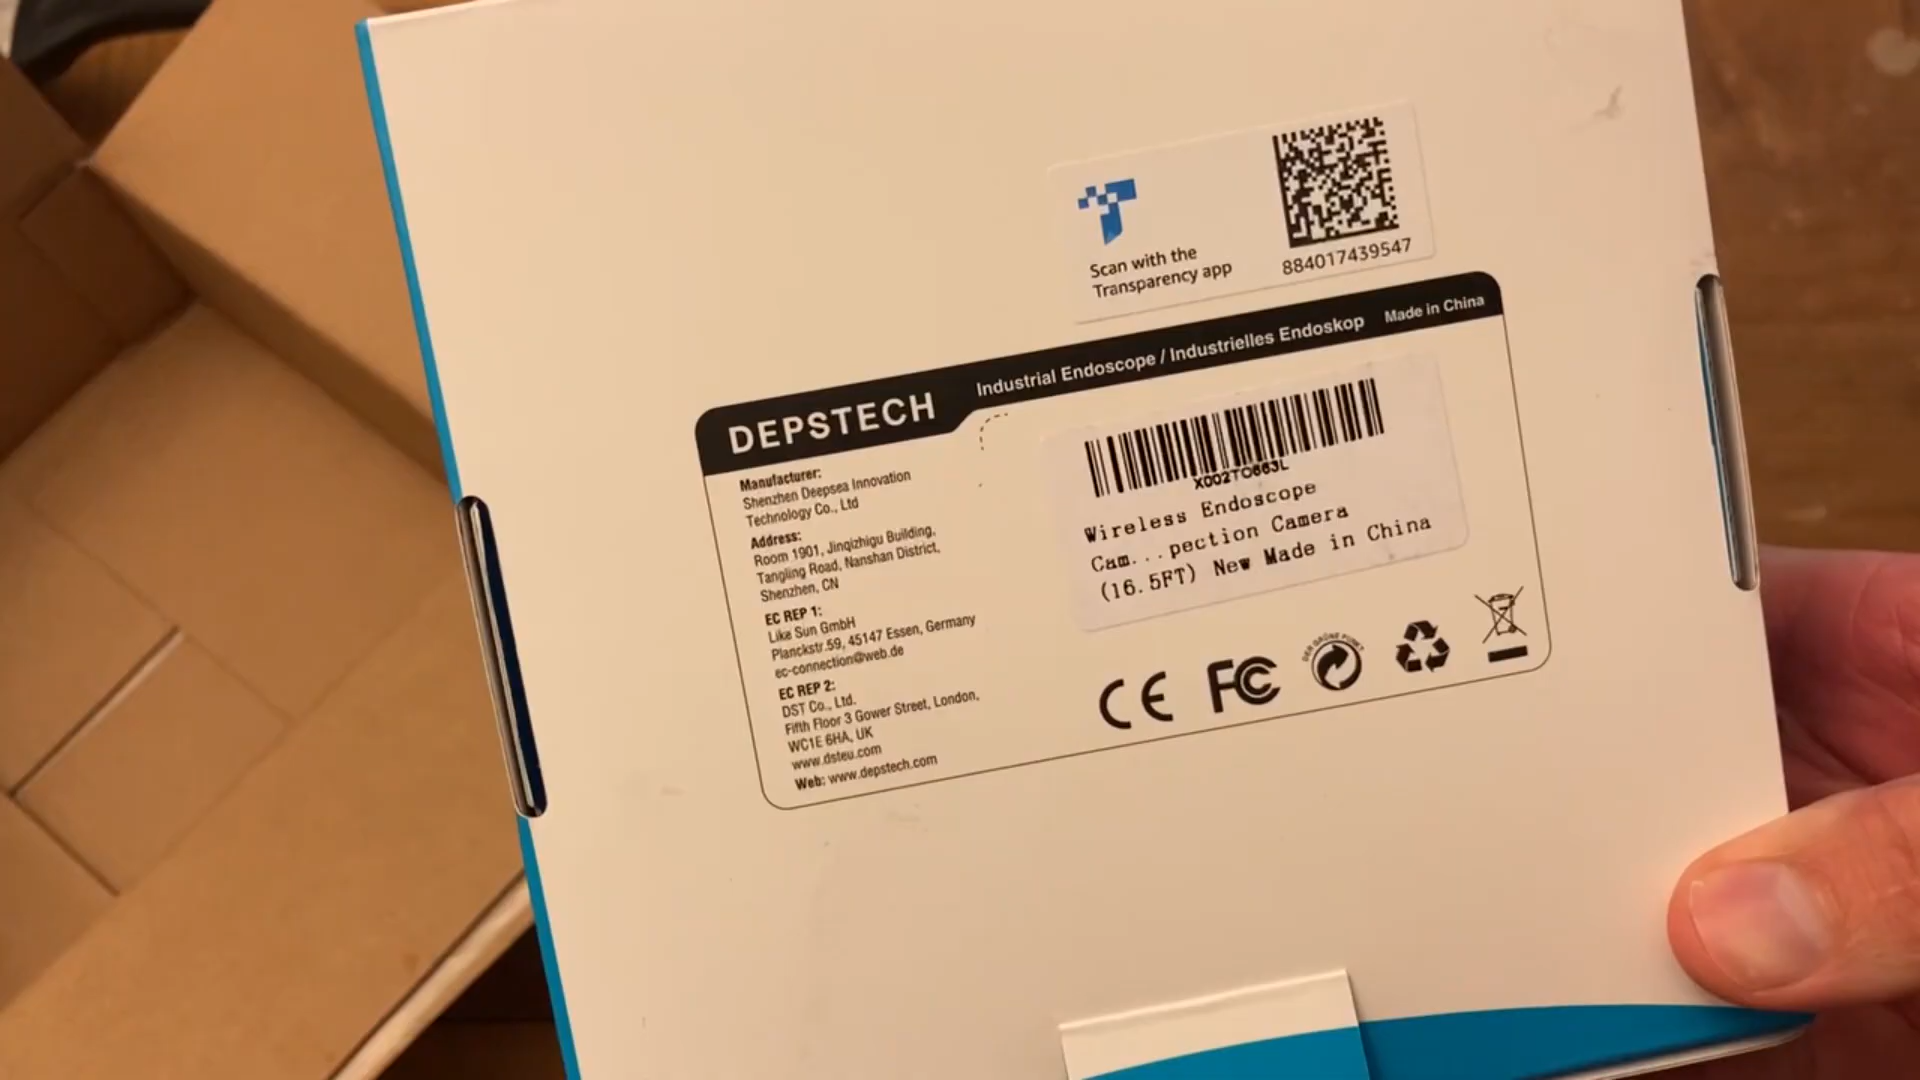 Scan with the
Transparency app
884017439547
DEPSTECH
Industrial Endoscope / Industrielles Endoskop
Made in China
Manufacturer:
Shenzhen Deepsea Innovation
Technology Co., Ltd
Address:
Room 1901, Jinqizhigu Building,
Tangling Road, Nanshan District,
Shenzhen, CN
EC REP 1:
Like Sun GmbH
Planckstr.59, 45147 Essen, Germany
ec-connection@web.de
EC REP 2:
DST Co., Ltd.
Fifth Floor 3 Gower Street, London,
WC1E 6HA, UK
www.dsteu.com
Web: www.depstech.com
X002TO663L
Wireless Endoscope
Cam...pection Camera
(16.5FT) New Made in China
CE
FC
DER GRÜNE PUNKT